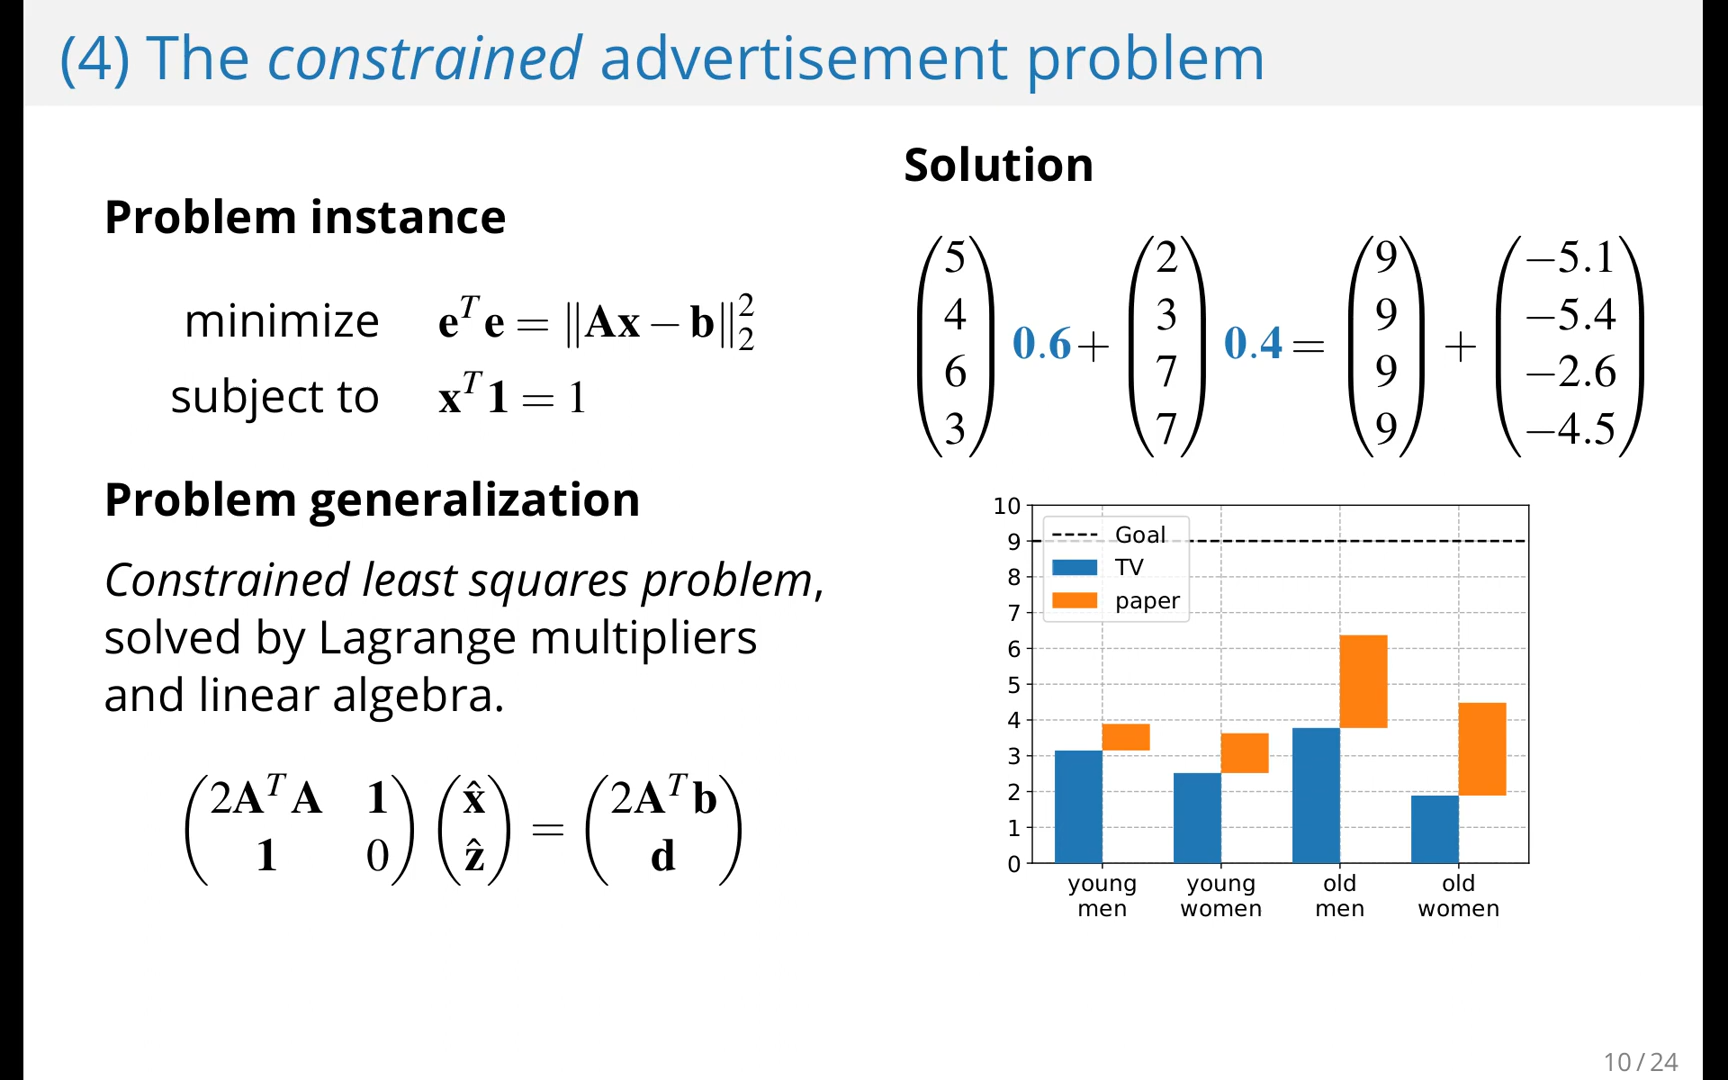 (4) The constrained advertisement problem
Problem instance
minimize e^T e = ‖Ax − b‖₂²
subject to x^T 1 = 1
Problem generalization
Constrained least squares problem,
solved by Lagrange multipliers
and linear algebra.
(2A^T A 1) (x̂) = (2A^T b)
(1 0) (ẑ) (d)
Solution
(5) (2) (9) (−5.1)
(4) (3) (9) (−5.4)
0.6 + 0.4 = +
(6) (7) (9) (−2.6)
(3) (7) (9) (−4.5)
10
9
8
7
6
5
4
3
2
1
0
Goal
TV
paper
young men
young women
old men
old women
10 / 24